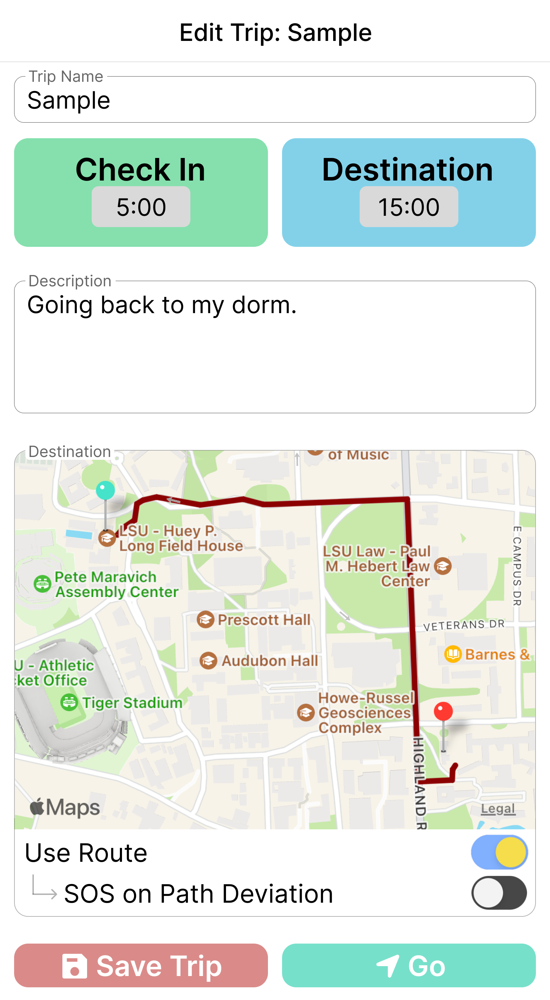 Edit Trip: Sample
Trip Name
Sample
Check In
5:00
Destination
15:00
Description
Going back to my dorm.
Destination
of Music
LSU - Huey P.
Long Field House
E CAMPUS DR
LSU Law - Paul
M. Hebert Law
Center
Pete Maravich
Assembly Center
Prescott Hall
VETERANS DR
Barnes &
Audubon Hall
U - Athletic
ket Office
Tiger Stadium
Howe-Russel
Geosciences
Complex
HIGHLAND R
Maps
Legal
Use Route
SOS on Path Deviation
Save Trip
Go